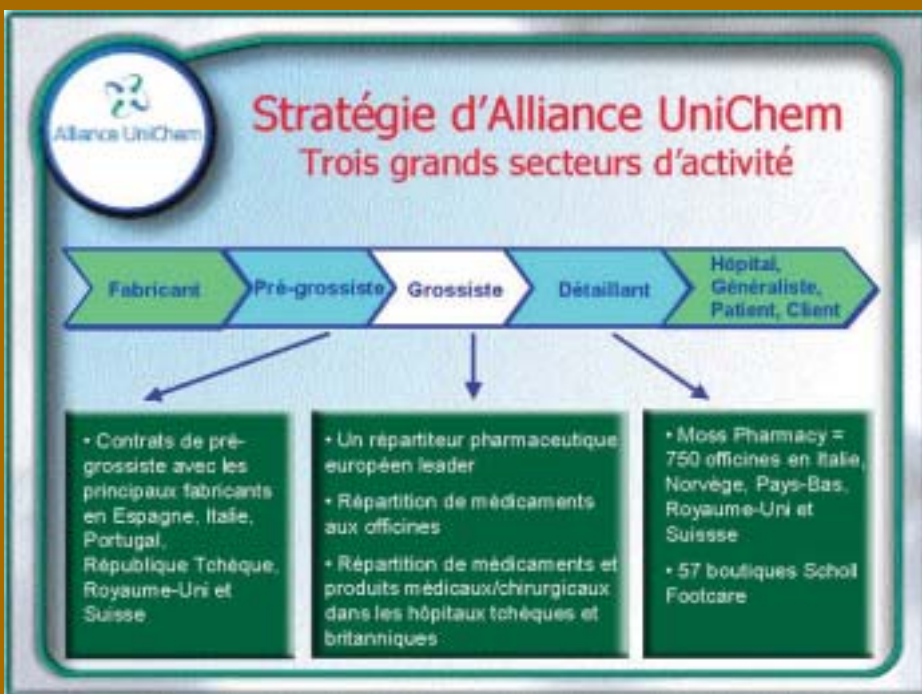 Alliance UniChem
Stratégie d'Alliance UniChem
Trois grands secteurs d'activité
Fabricant
Pré-grossiste
Grossiste
Détaillant
Hôpital,
Généraliste,
Patient, Client
• Contrats de pré-
grossiste avec les
principaux fabricants
en Espagne, Italie,
Portugal,
République Tchèque,
Royaume-Uni et
Suisse
• Un répartiteur pharmaceutique
européen leader
• Répartition de médicaments
aux officines
• Répartition de médicaments et
produits médicaux/chirurgicaux
dans les hôpitaux tchèques et
britanniques
• Moss Pharmacy =
750 officines en Italie,
Norvège, Pays-Bas,
Royaume-Uni et
Suissse
• 57 boutiques Scholl
Footcare